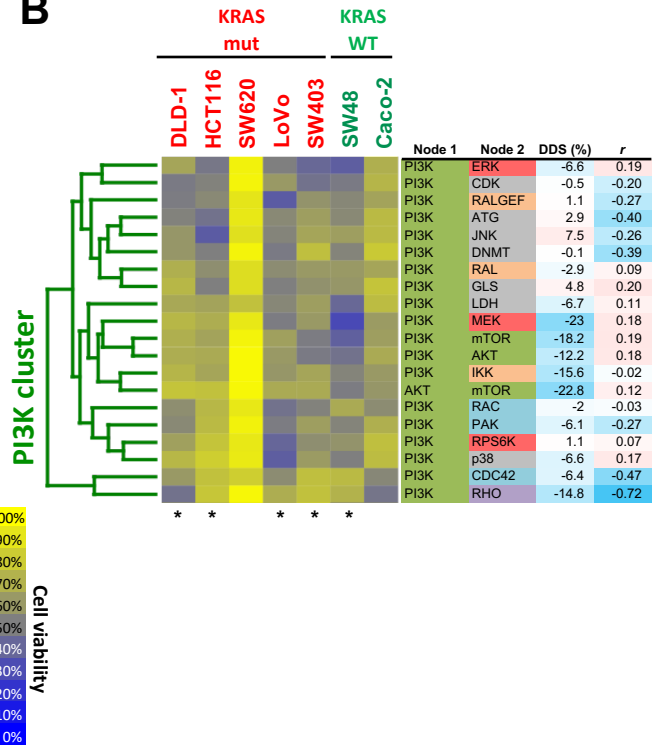 B
KRAS mut
KRAS WT
DLD-1 HCT116 SW620 LoVo SW403 SW48 Caco-2
Node 1 Node 2 DDS (%) r
PI3K ERK -6.6 0.19
PI3K CDK -0.5 -0.20
PI3K RALGEF 1.1 -0.27
PI3K ATG 2.9 -0.40
PI3K JNK 7.5 -0.26
PI3K DNMT -0.1 -0.39
PI3K RAL -2.9 0.09
PI3K GLS 4.8 0.20
PI3K LDH -6.7 0.11
PI3K MEK -23 0.18
PI3K mTOR -18.2 0.19
PI3K AKT -12.2 0.18
PI3K IKK -15.6 -0.02
AKT mTOR -22.8 0.12
PI3K RAC -2 -0.03
PI3K PAK -6.1 -0.27
PI3K RPS6K 1.1 0.07
PI3K p38 -6.6 0.17
PI3K CDC42 -6.4 -0.47
PI3K RHO -14.8 -0.72
* * * * *
PI3K cluster
00%
90%
80%
70%
60%
50%
40%
30%
20%
10%
0%
Cell viability